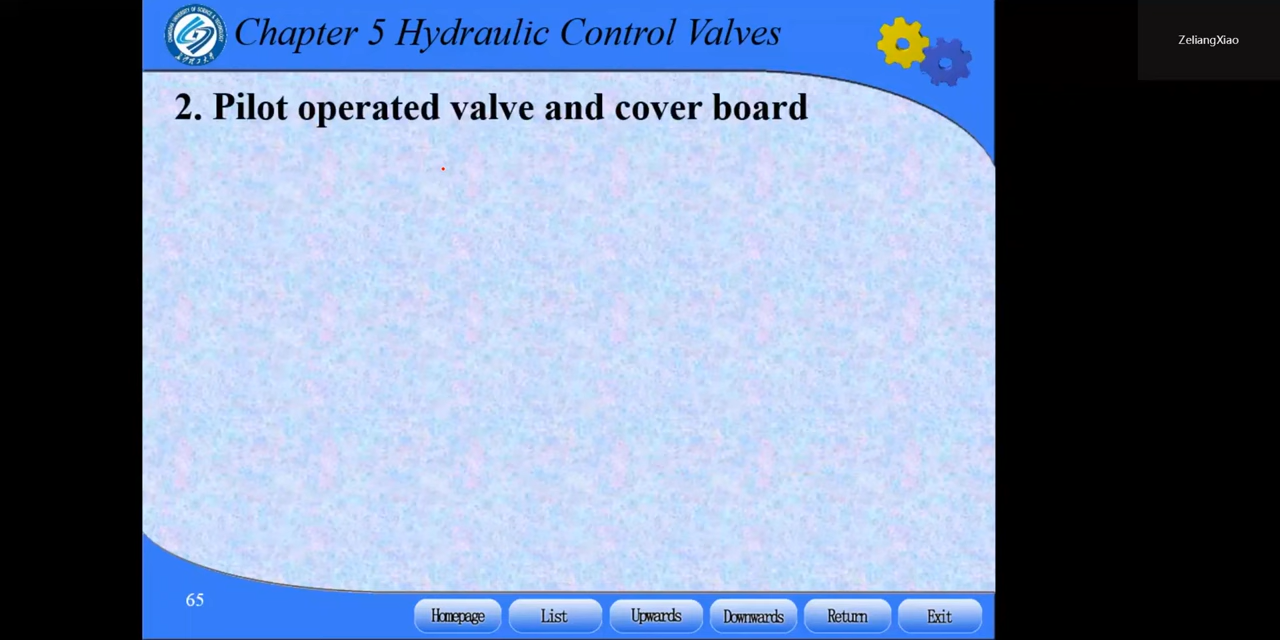 Chapter 5 Hydraulic Control Valves
ZeliangXiao
2. Pilot operated valve and cover board
65
Homepage
List
Upwards
Downwards
Return
Exit